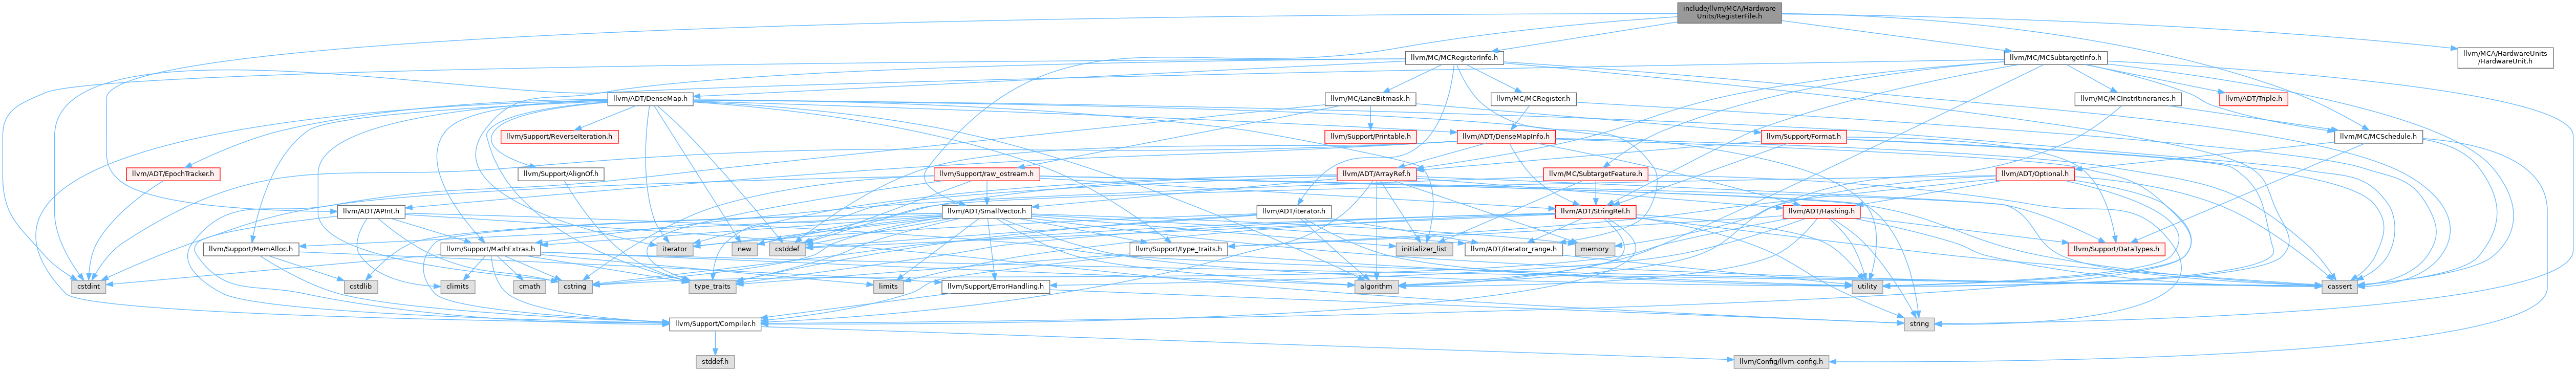 include/llvm/MCA/Hardware
Units/RegisterFile.h
llvm/MC/MCRegisterInfo.h
llvm/MC/MCSubtargetInfo.h
llvm/MCA/HardwareUnits
/HardwareUnit.h
llvm/ADT/DenseMap.h
llvm/MC/LaneBitmask.h
llvm/MC/MCRegister.h
llvm/MC/MCInstrItineraries.h
llvm/ADT/Triple.h
llvm/Support/ReverseIteration.h
llvm/Support/Printable.h
llvm/ADT/DenseMapInfo.h
llvm/Support/Format.h
llvm/MC/MCSchedule.h
llvm/ADT/EpochTracker.h
llvm/Support/AlignOf.h
llvm/Support/raw_ostream.h
llvm/ADT/ArrayRef.h
llvm/MC/SubtargetFeature.h
llvm/ADT/Optional.h
llvm/ADT/APInt.h
llvm/ADT/SmallVector.h
llvm/ADT/iterator.h
llvm/ADT/StringRef.h
llvm/ADT/Hashing.h
llvm/Support/MemAlloc.h
llvm/Support/MathExtras.h
iterator
new
cstddef
llvm/Support/type_traits.h
initializer_list
llvm/ADT/iterator_range.h
memory
llvm/Support/DataTypes.h
cstdint
cstdlib
climits
cmath
cstring
type_traits
limits
llvm/Support/ErrorHandling.h
algorithm
utility
cassert
llvm/Support/Compiler.h
string
stddef.h
llvm/Config/llvm-config.h